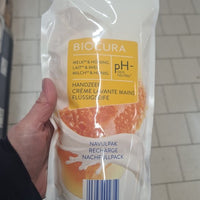 BIOCURA
MELK & HONING
LAIT & MIEL
MILCH & HONIG
pH-
HANDZEEP
CRÈME LAVANTE MAINS
FLÜSSIGSEIFE
NAVULPAK
RECHARGE
NACHFÜLLPACK